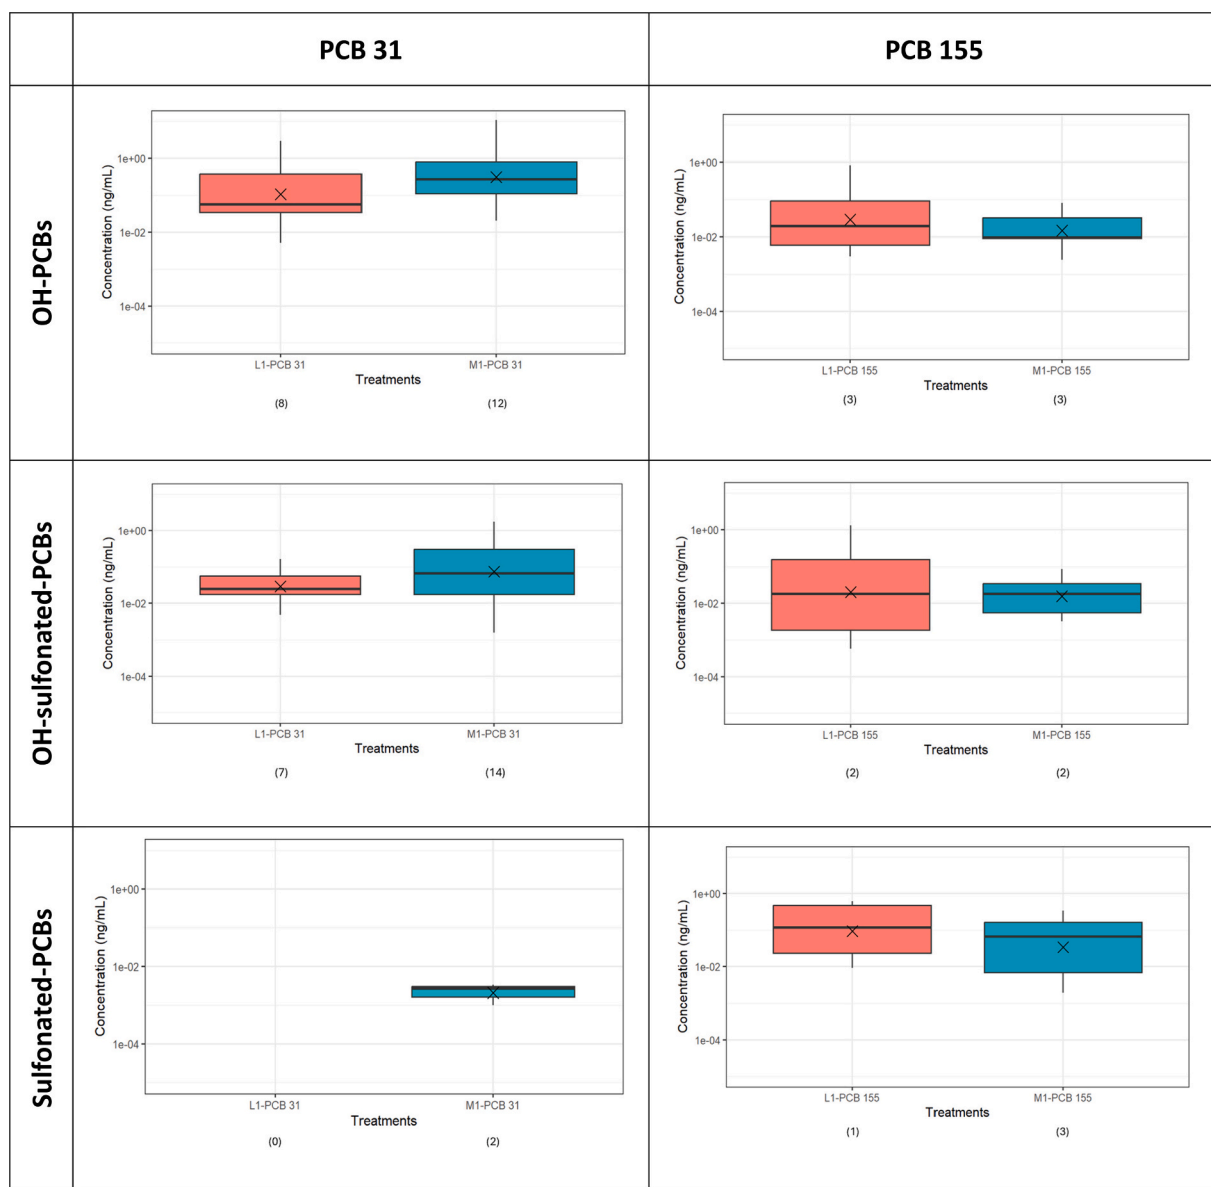 PCB 31
PCB 155
OH-PCBs
Concentration (ng/mL)
1e+00
1e-02
1e-04
L1-PCB 31
M1-PCB 31
Treatments
(8)
(12)
Concentration (ng/mL)
1e+00
1e-02
1e-04
L1-PCB 155
M1-PCB 155
Treatments
(3)
(3)
OH-sulfonated-PCBs
Concentration (ng/mL)
1e+00
1e-02
1e-04
L1-PCB 31
M1-PCB 31
Treatments
(7)
(14)
Concentration (ng/mL)
1e+00
1e-02
1e-04
L1-PCB 155
M1-PCB 155
Treatments
(2)
(2)
Sulfonated-PCBs
Concentration (ng/mL)
1e+00
1e-02
1e-04
L1-PCB 31
M1-PCB 31
Treatments
(0)
(2)
Concentration (ng/mL)
1e+00
1e-02
1e-04
L1-PCB 155
M1-PCB 155
Treatments
(1)
(3)